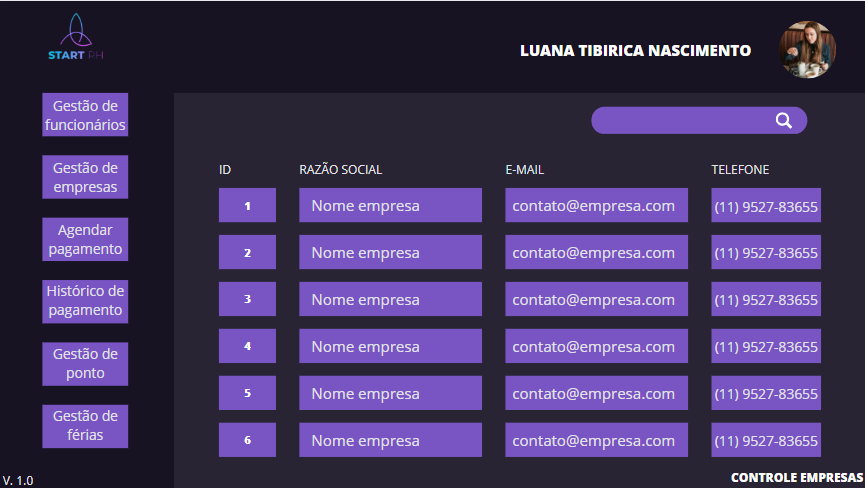 START RH
LUANA TIBIRICA NASCIMENTO
Gestão de
funcionários
Gestão de
empresas
Agendar
pagamento
Histórico de
pagamento
Gestão de
ponto
Gestão de
férias
V. 1.0
ID RAZÃO SOCIAL E-MAIL TELEFONE
1 Nome empresa contato@empresa.com (11) 9527-83655
2 Nome empresa contato@empresa.com (11) 9527-83655
3 Nome empresa contato@empresa.com (11) 9527-83655
4 Nome empresa contato@empresa.com (11) 9527-83655
5 Nome empresa contato@empresa.com (11) 9527-83655
6 Nome empresa contato@empresa.com (11) 9527-83655
CONTROLE EMPRESAS